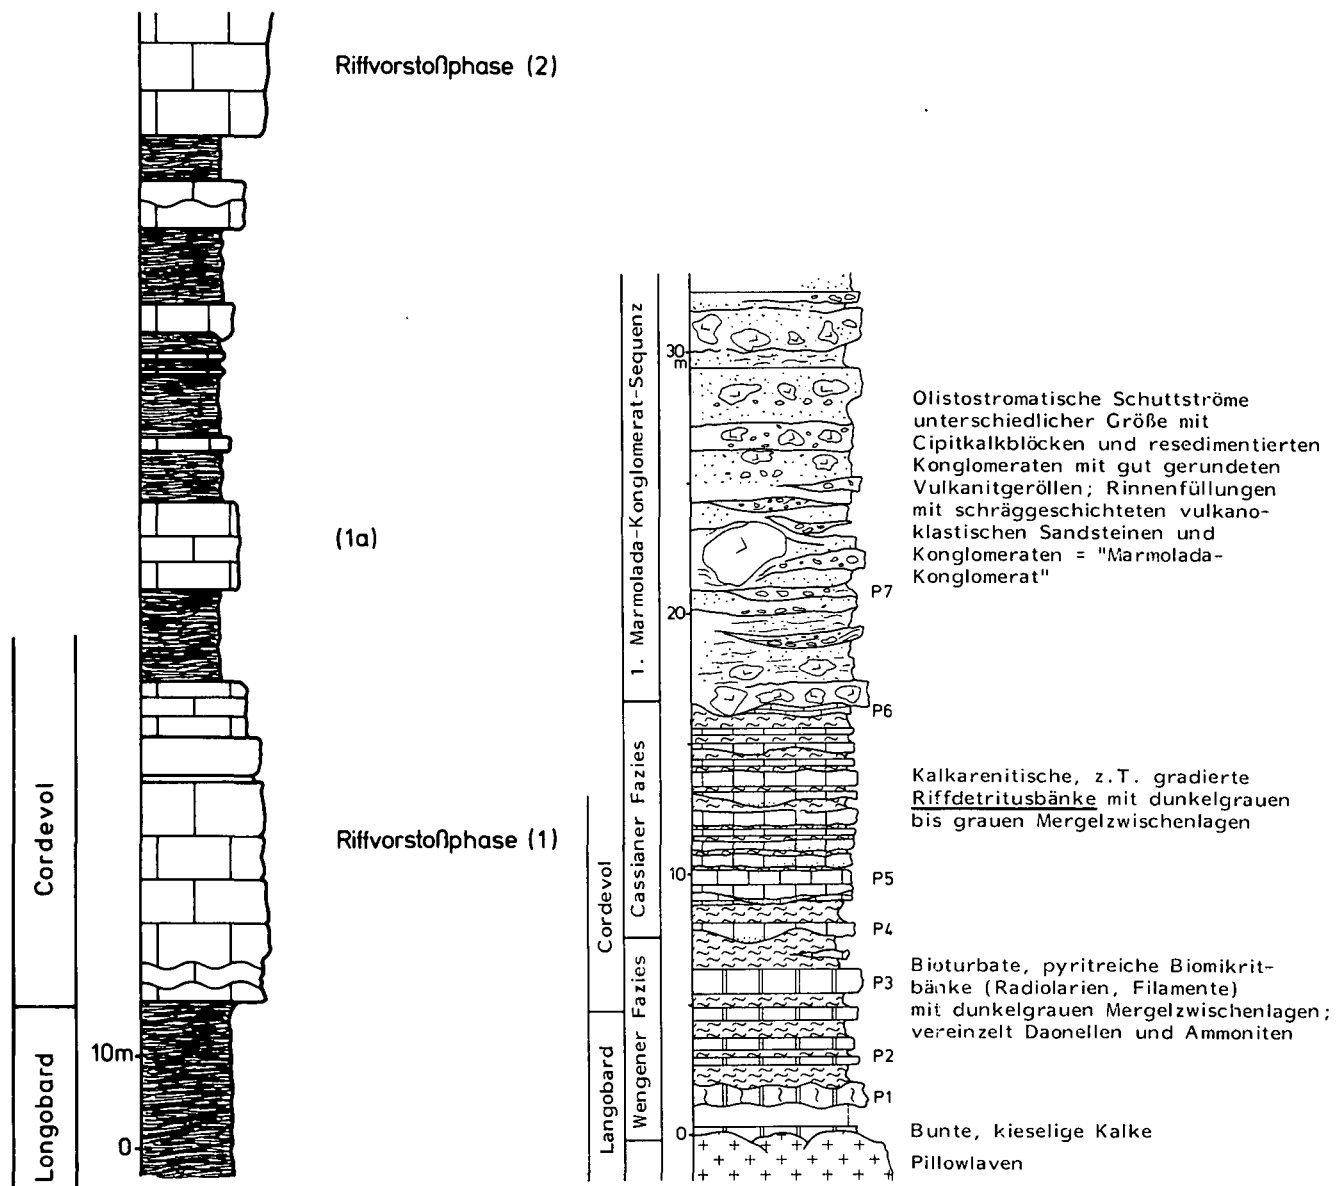 Riffvorstoßphase (2)
(1a)
Riffvorstoßphase (1)
Cordevol
Longobard
10m
0
1. Marmolada-Konglomerat-Sequenz
Cassianer Fazies
Wengener Fazies
Cordevol
Langobard
30
m
20
10
0
P7
P6
P5
P4
P3
P2
P1
Olistostromatische Schuttströme
unterschiedlicher Größe mit
Cipitkalkblöcken und resedimentierten
Konglomeraten mit gut gerundeten
Vulkanitgeröllen; Rinnenfüllungen
mit schräggeschichteten vulkano-
klastischen Sandsteinen und
Konglomeraten = "Marmolada-
Konglomerat"
Kalkarenitische, z.T. gradierte
Riffdetritusbänke mit dunkelgrauen
bis grauen Mergelzwischenlagen
Bioturbate, pyritreiche Biomikrit-
bänke (Radiolarien, Filamente)
mit dunkelgrauen Mergelzwischenlagen;
vereinzelt Daonellen und Ammoniten
Bunte, kieselige Kalke
Pillowlaven